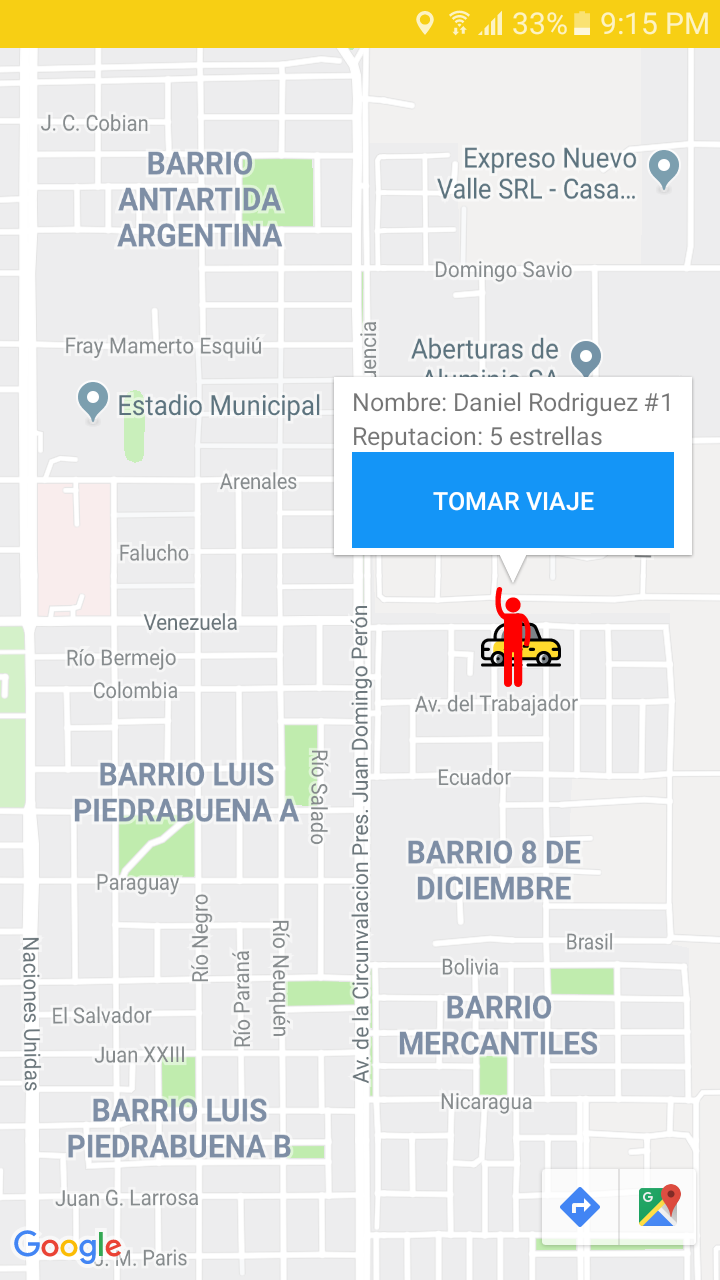 33% 9:15 PM
J. C. Cobian
BARRIO
ANTARTIDA
ARGENTINA
Expreso Nuevo
Valle SRL - Casa...
Domingo Savio
uencia
Fray Mamerto Esquiú
Aberturas de
Aluminio SA
Estadio Municipal
Nombre: Daniel Rodriguez #1
Reputacion: 5 estrellas
TOMAR VIAJE
Arenales
Falucho
Venezuela
Río Bermejo
Colombia
Av. de la Circunvalacion Pres. Juan Domingo Perón
Av. del Trabajador
BARRIO LUIS
PIEDRABUENA A
Río Salado
Ecuador
BARRIO 8 DE
DICIEMBRE
Paraguay
Río Negro
Río Paraná
Río Neuquén
Naciones Unidas
Brasil
Bolivia
El Salvador
BARRIO
MERCANTILES
Juan XXIII
Nicaragua
BARRIO LUIS
PIEDRABUENA B
Juan G. Larrosa
Google
J. M. Paris
G